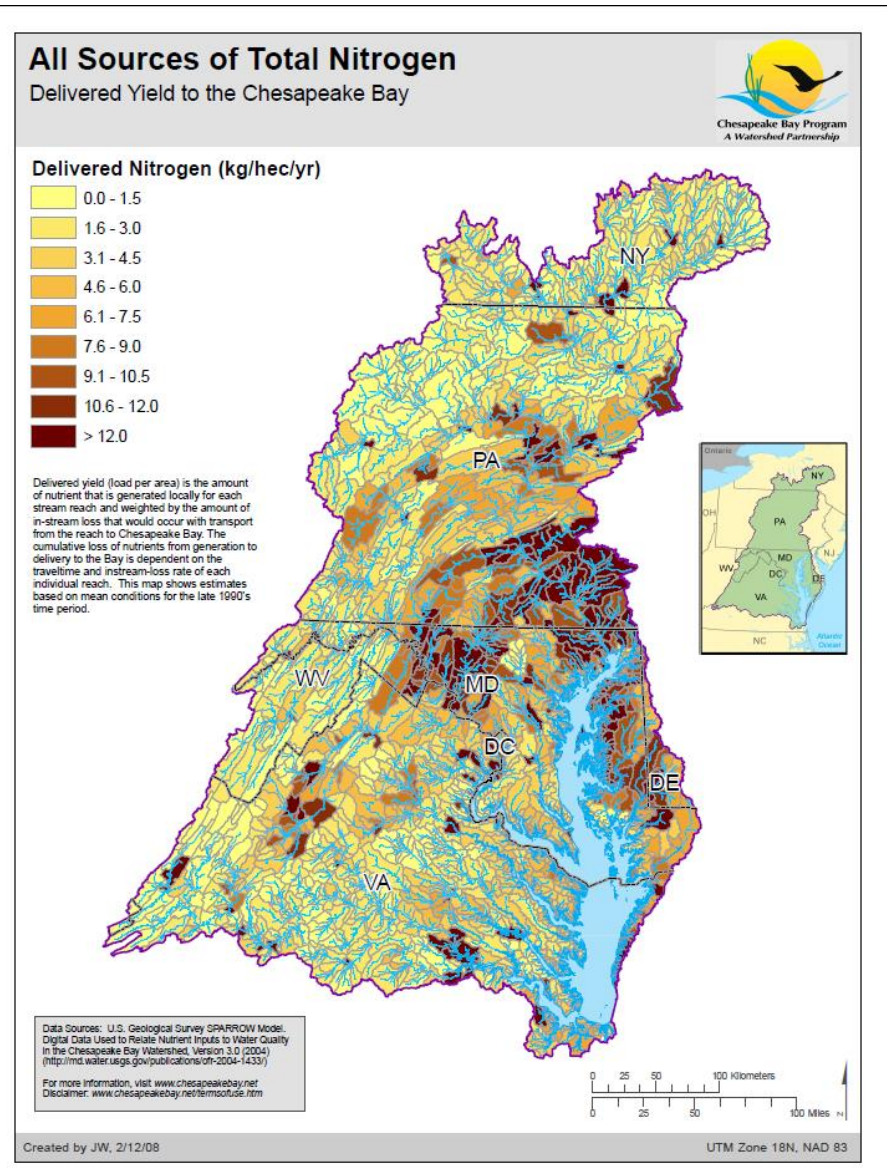 All Sources of Total Nitrogen
Delivered Yield to the Chesapeake Bay
Chesapeake Bay Program
A Watershed Partnership
Delivered Nitrogen (kg/hec/yr)
0.0 - 1.5
1.6 - 3.0
3.1 - 4.5
4.6 - 6.0
6.1 - 7.5
7.6 - 9.0
9.1 - 10.5
10.6 - 12.0
> 12.0
Delivered yield (load per area) is the amount
of nutrient that is generated locally for each
stream reach and weighted by the amount of
in-stream loss that would occur with transport
from the reach to Chesapeake Bay. The
cumulative loss of nutrients from generation to
delivery to the Bay is dependent on the
traveltime and instream-loss rate of each
individual reach. This map shows estimates
based on mean conditions for the late 1990's
time period.
NY
PA
WV
MD
DC
DE
VA
Ontario
NY
OH
PA
NJ
MD
WV
DC
DE
VA
NC
Atlantic
Ocean
Data Sources: U.S. Geological Survey SPARROW Model.
Digital Data Used to Relate Nutrient Inputs to Water Quality
in the Chesapeake Bay Watershed, Version 3.0 (2004)
(http://md.water.usgs.gov/publications/ofr-2004-1433/)
For more information, visit www.chesapeakebay.net
Disclaimer: www.chesapeakebay.net/termsofuse.htm
0 25 50 100 Kilometers
0 25 50 100 Miles
N
Created by JW, 2/12/08
UTM Zone 18N, NAD 83